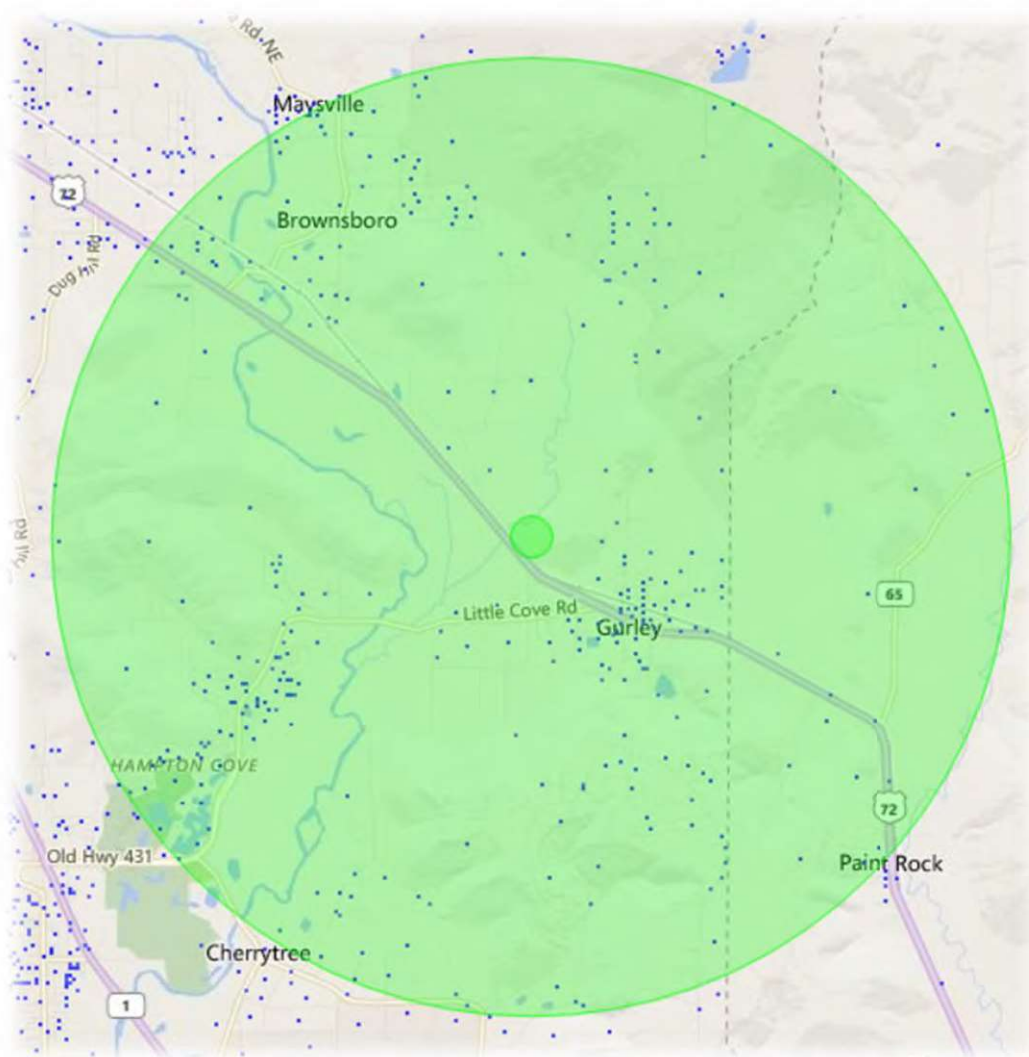 Rd NE
Maysville
72
Brownsboro
Dug Hill Rd
Little Cove Rd
65
Gurley
HAMPTON COVE
72
Old Hwy 431
Paint Rock
Cherrytree
1